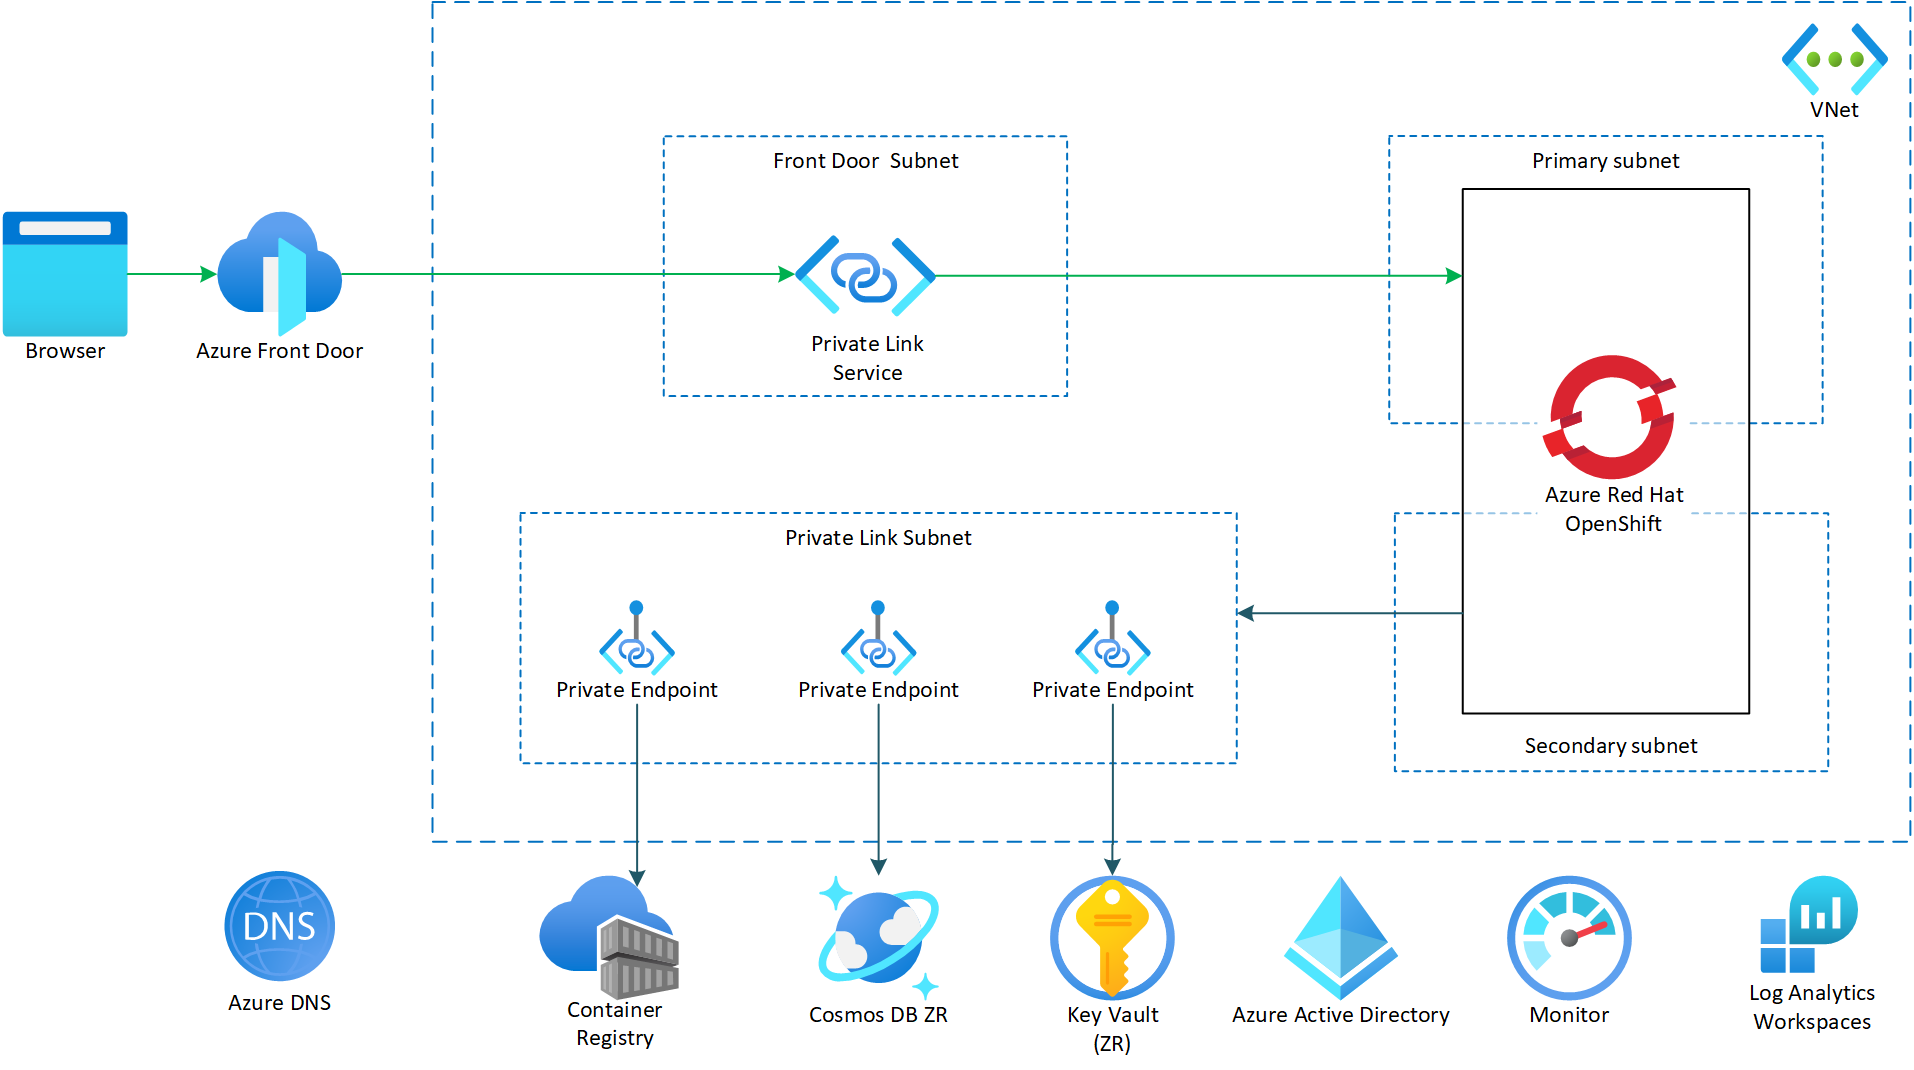 VNet
Front Door Subnet
Primary subnet
Browser
Azure Front Door
Private Link
Service
Azure Red Hat
OpenShift
Private Link Subnet
Private Endpoint
Private Endpoint
Private Endpoint
Secondary subnet
DNS
Azure DNS
Container
Registry
Cosmos DB ZR
Key Vault
(ZR)
Azure Active Directory
Monitor
Log Analytics
Workspaces